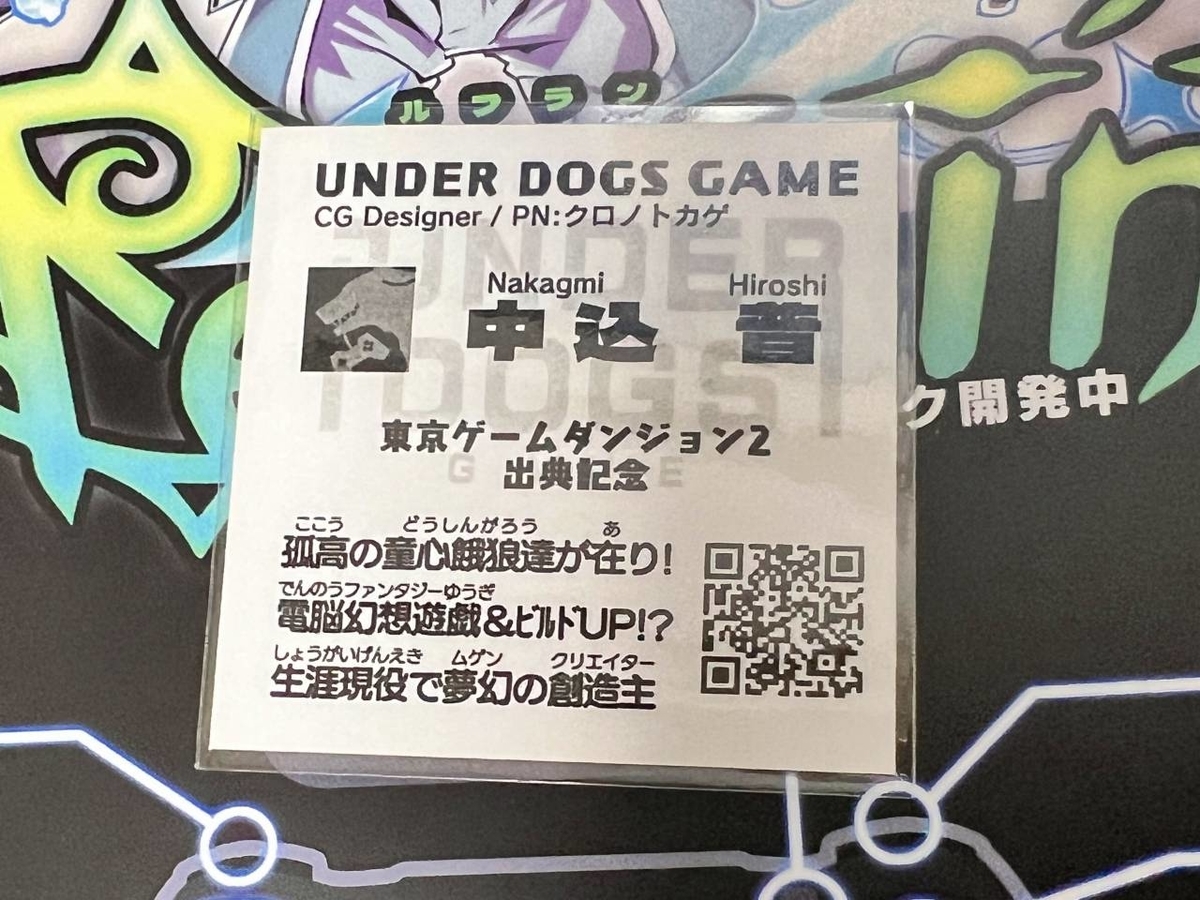 ルフラン
UNDER DOGS GAME
CG Designer / PN:クロノトカゲ
Nakagmi Hiroshi
中込 普
UNDER
DOGS
東京ゲームダンジョン2
出典記念
ク開発中
ここう どうしんがろう あ
孤高の童心餓狼達が在り!
でんのうファンタジーゆうぎ
電脳幻想遊戯&ビルドUP!?
しょうがいげんえき ムゲン クリエイター
生涯現役で夢幻の創造主